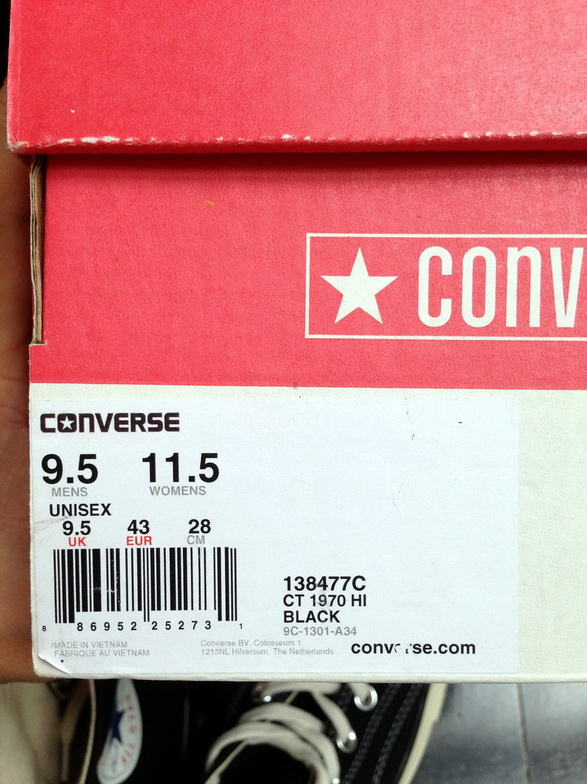 CONV
CONVERSE
9.5 11.5
MENS WOMENS
UNISEX
9.5 43 28
UK EUR CM
8 86952 25273 1
138477C
CT 1970 HI
BLACK
9C-1301-A34
MADE IN VIETNAM
FABRIQUE AU VIETNAM
Converse BV, Colosseum 1
1213NL Hilversum, The Netherlands
converse.com